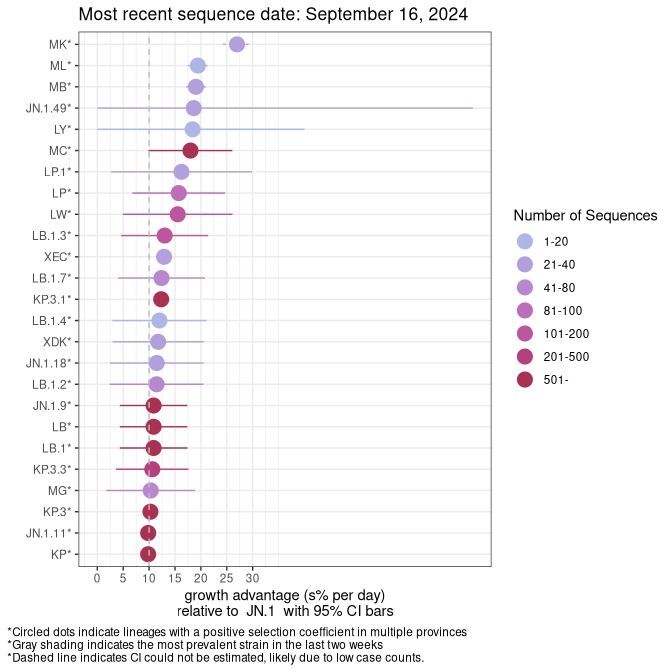 Most recent sequence date: September 16, 2024
MK*
ML*
MB*
JN.1.49*
LY*
MC*
LP.1*
LP*
LW*
LB.1.3*
XEC*
LB.1.7*
KP.3.1*
LB.1.4*
XDK*
JN.1.18*
LB.1.2*
JN.1.9*
LB*
LB.1*
KP.3.3*
MG*
KP.3*
JN.1.11*
KP*
0 5 10 15 20 25 30
growth advantage (s% per day)
relative to JN.1 with 95% CI bars
Number of Sequences
1-20
21-40
41-80
81-100
101-200
201-500
501-
*Circled dots indicate lineages with a positive selection coefficient in multiple provinces
*Gray shading indicates the most prevalent strain in the last two weeks
*Dashed line indicates CI could not be estimated, likely due to low case counts.